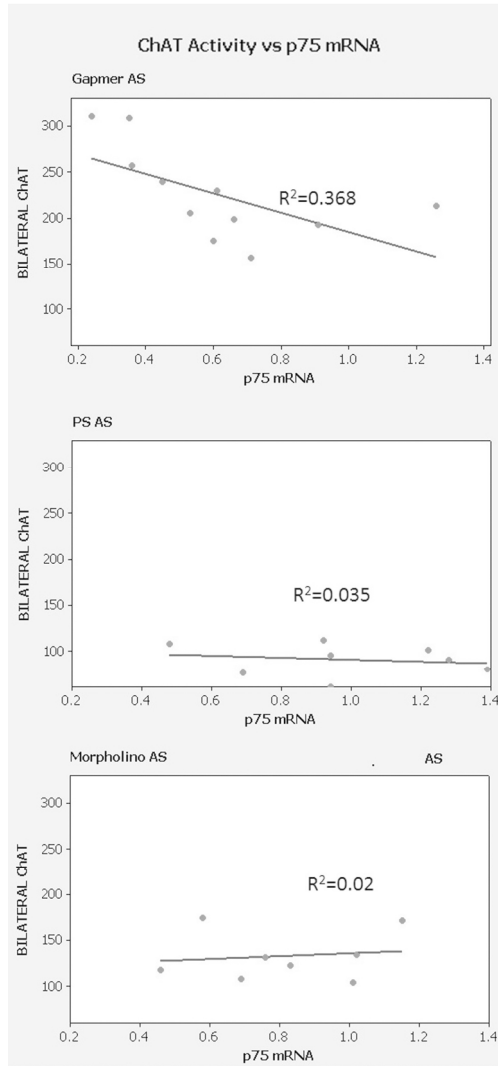 ChAT Activity vs p75 mRNA
Gapmer AS
BILATERAL ChAT
300
250
200
150
100
R²=0.368
0.2 0.4 0.6 0.8 1.0 1.2 1.4
p75 mRNA
PS AS
BILATERAL ChAT
300
250
200
150
100
R²=0.035
0.2 0.4 0.6 0.8 1.0 1.2 1.4
p75 mRNA
Morpholino AS . AS
BILATERAL ChAT
300
250
200
150
100
R²=0.02
0.2 0.4 0.6 0.8 1.0 1.2 1.4
p75 mRNA